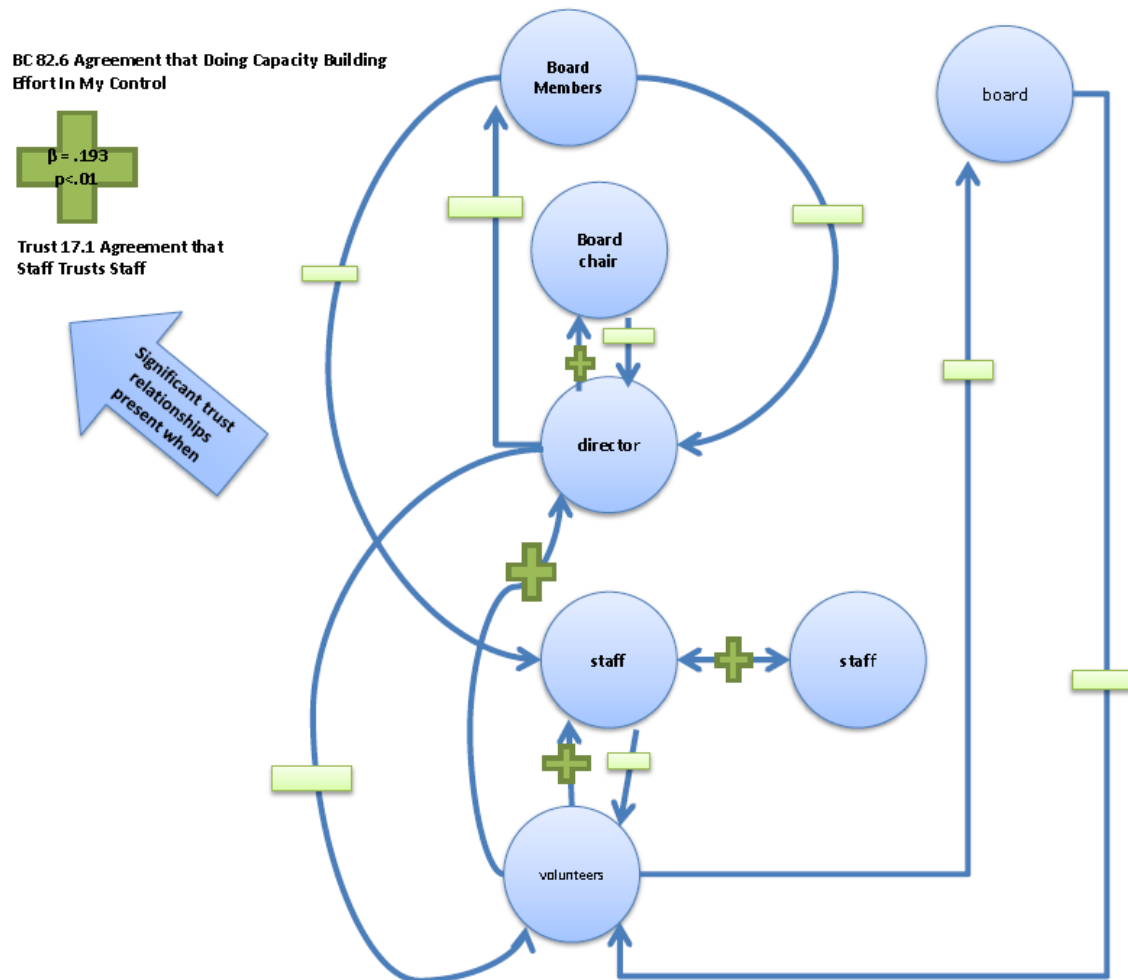 BC 82.6 Agreement that Doing Capacity Building
Effort In My Control
β = .193
p<.01
Trust 17.1 Agreement that
Staff Trusts Staff
Significant trust
relationships
present when
Board
Members
board
Board
chair
director
staff
staff
volunteers